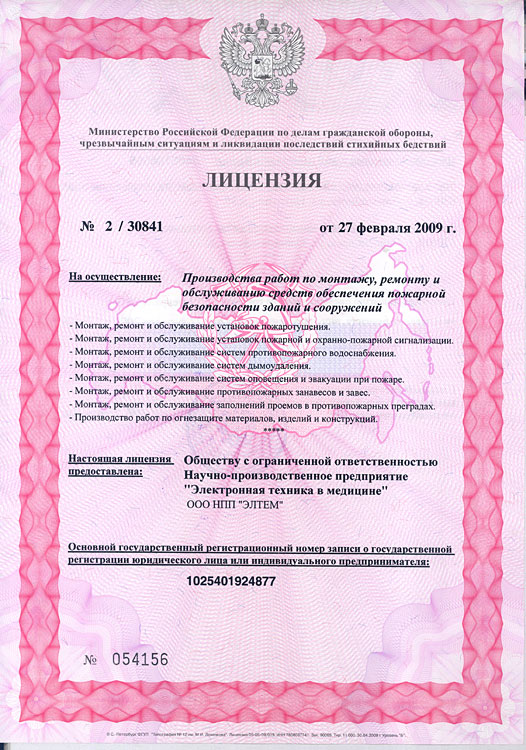 Министерство Российской Федерации по делам гражданской обороны,
чрезвычайным ситуациям и ликвидации последствий стихийных бедствий
ЛИЦЕНЗИЯ
№ 2 / 30841 от 27 февраля 2009 г.
На осуществление: Производства работ по монтажу, ремонту и
обслуживанию средств обеспечения пожарной
безопасности зданий и сооружений
- Монтаж, ремонт и обслуживание установок пожаротушения.
- Монтаж, ремонт и обслуживание установок пожарной и охранно-пожарной сигнализации.
- Монтаж, ремонт и обслуживание систем противопожарного водоснабжения.
- Монтаж, ремонт и обслуживание систем дымоудаления.
- Монтаж, ремонт и обслуживание систем оповещения и эвакуации при пожаре.
- Монтаж, ремонт и обслуживание противопожарных занавесов и завес.
- Монтаж, ремонт и обслуживание заполнений проемов в противопожарных преградах.
- Производство работ по огнезащите материалов, изделий и конструкций.
*****
Настоящая лицензия Обществу с ограниченной ответственностью
предоставлена: Научно-производственное предприятие
"Электронная техника в медицине"
ООО НПП "ЭЛТЕМ"
Основной государственный регистрационный номер записи о государственной
регистрации юридического лица или индивидуального предпринимателя:
1025401924877
№ 054156